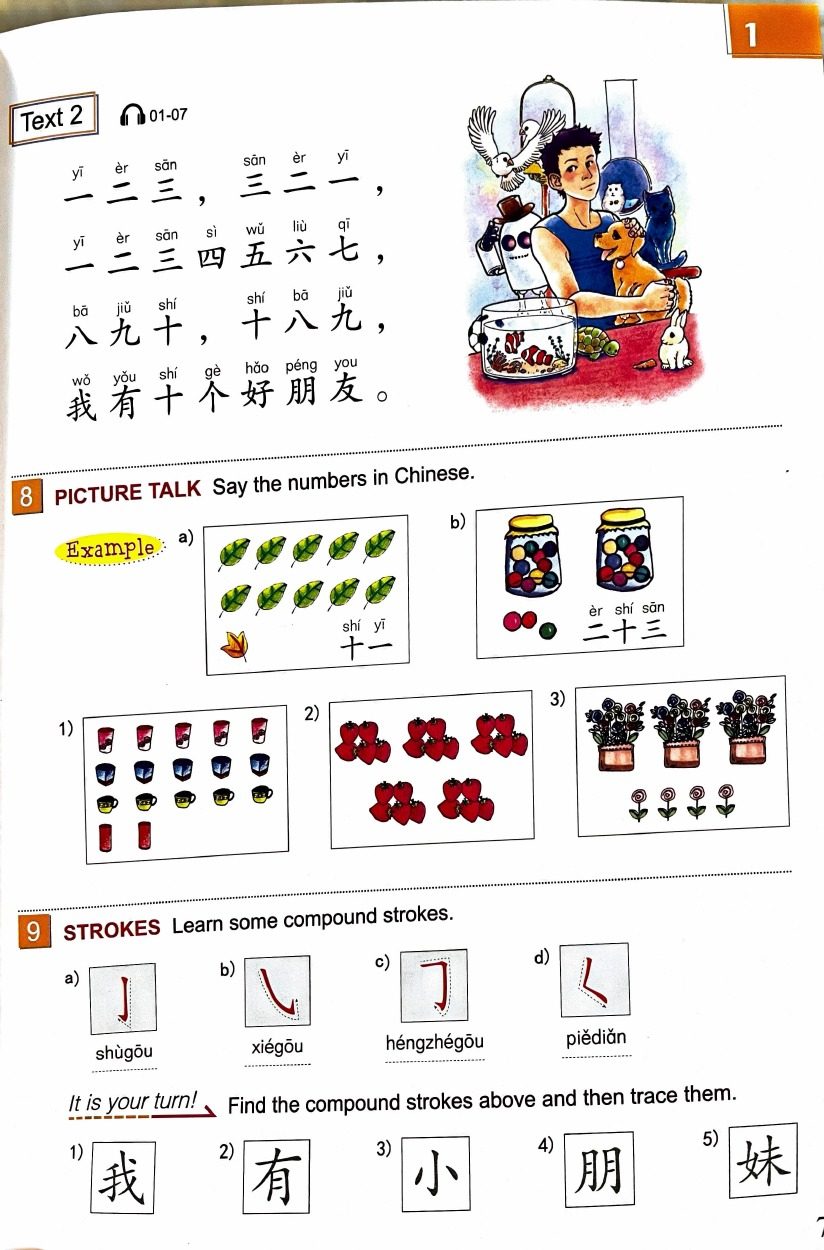 1
Text 2 01-07
yī èr sān sān èr yī
一二三，三二一，
yī èr sān sì wǔ liù qī
一二三四五六七，
bā jiǔ shí shí bā jiǔ
八九十，十八九，
wǒ yǒu shí gè hǎo péng you
我有十个好朋友。
8 PICTURE TALK Say the numbers in Chinese.
Example a) b)
shí yī
十一
èr shí sān
二十三
1) 2) 3)
9 STROKES Learn some compound strokes.
a) b) c) d)
亅 ㇂ ㇆ ㇛
shùgōu xiégōu héngzhégōu piědiǎn
It is your turn! Find the compound strokes above and then trace them.
1) 我 2) 有 3) 小 4) 朋 5) 妹
7